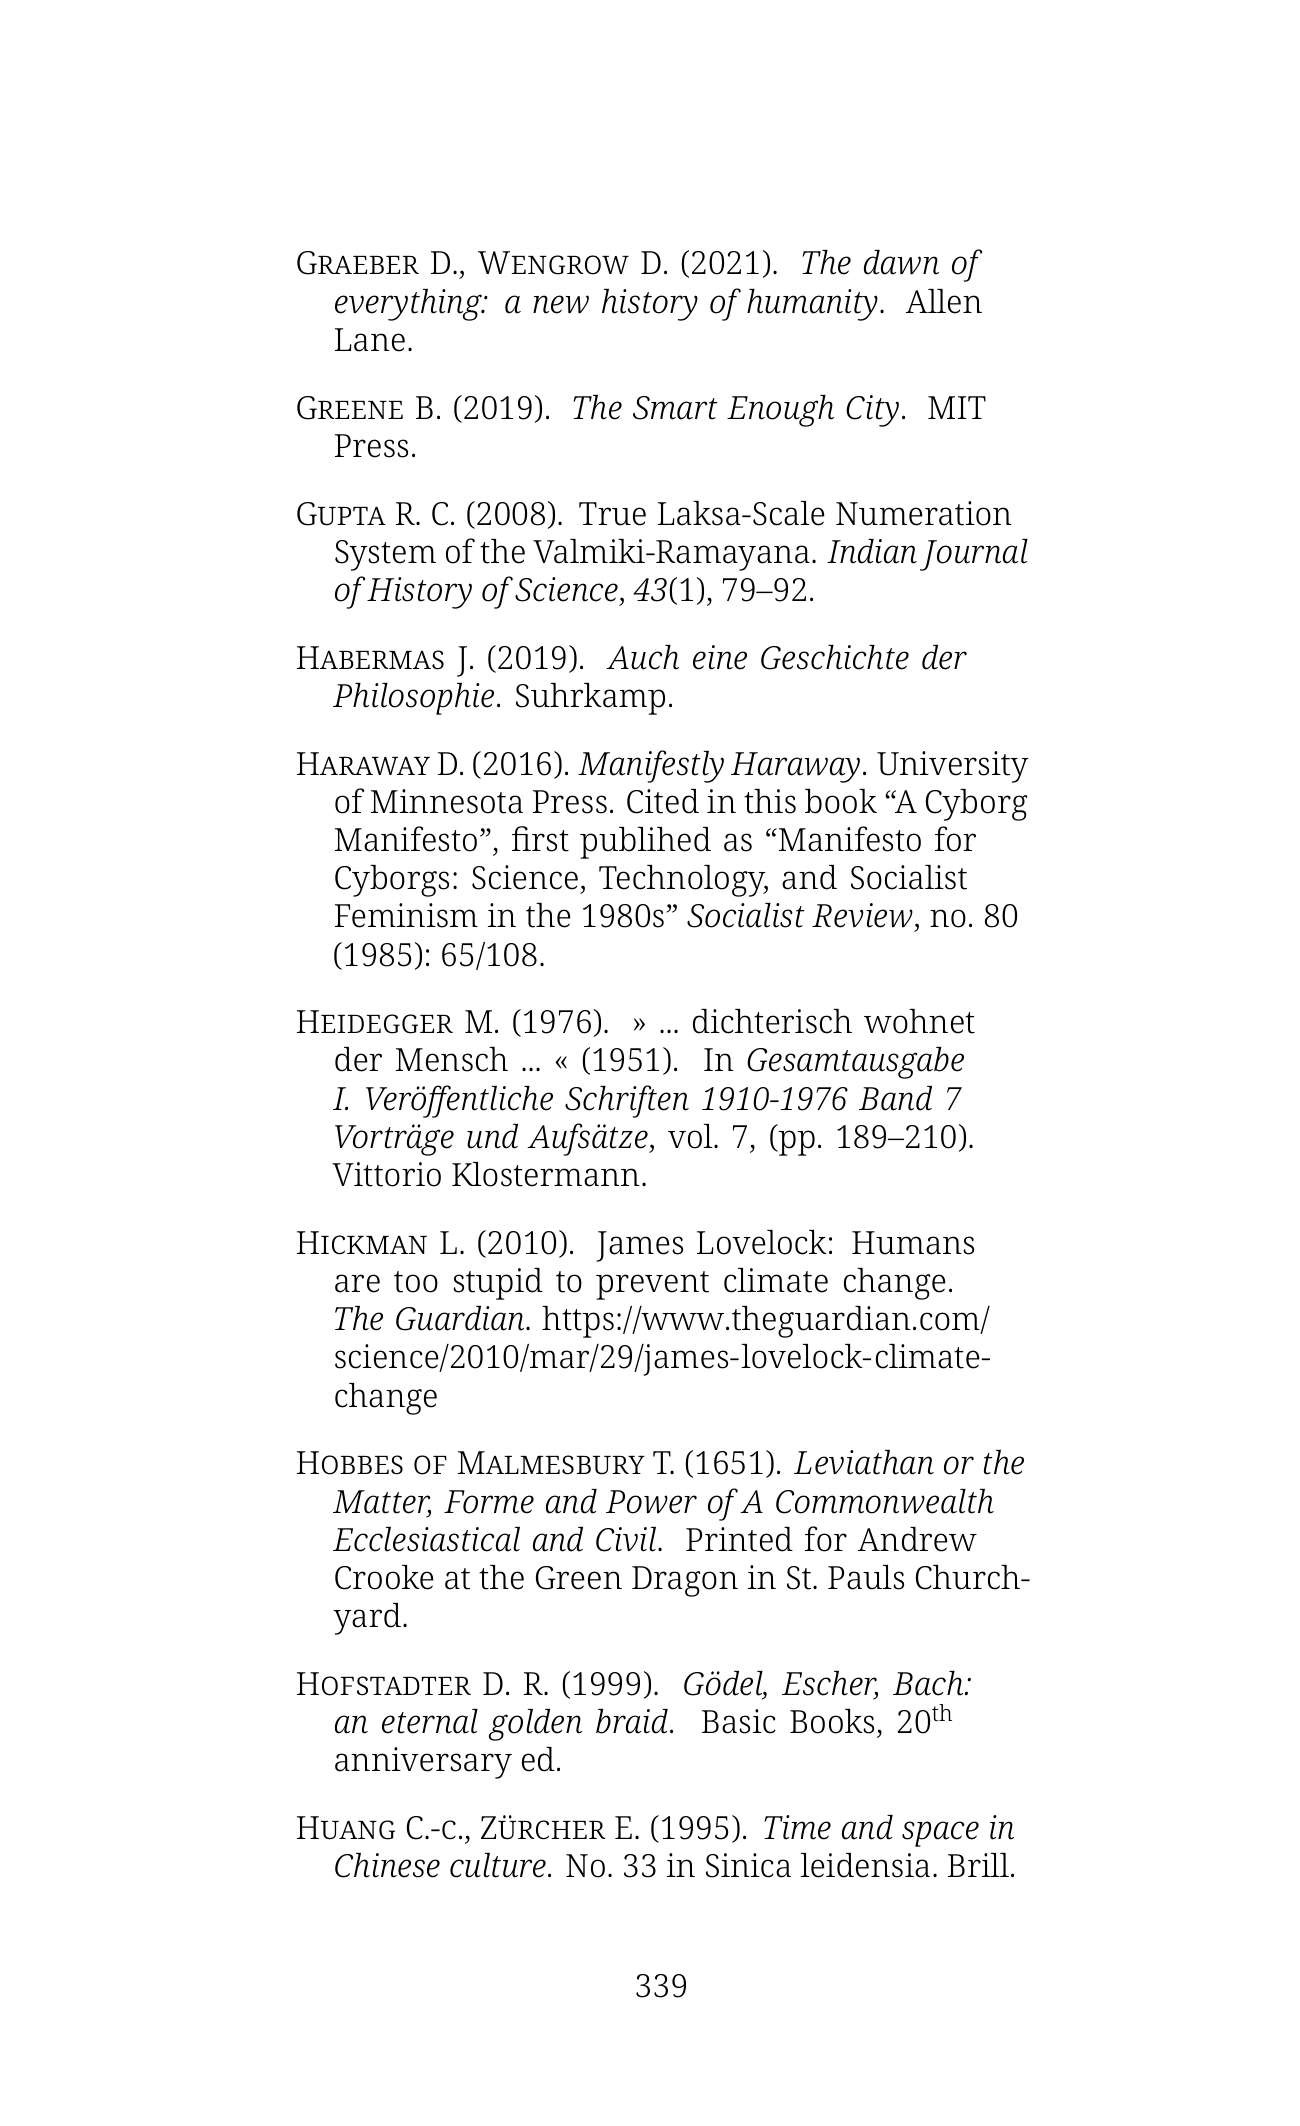 GRAEBER D., WENGROW D. (2021). The dawn of
everything: a new history of humanity. Allen
Lane.
GREENE B. (2019). The Smart Enough City. MIT
Press.
GUPTA R. C. (2008). True Laksa-Scale Numeration
System of the Valmiki-Ramayana. Indian Journal
of History of Science, 43(1), 79–92.
HABERMAS J. (2019). Auch eine Geschichte der
Philosophie. Suhrkamp.
HARAWAY D. (2016). Manifestly Haraway. University
of Minnesota Press. Cited in this book “A Cyborg
Manifesto”, first publihed as “Manifesto for
Cyborgs: Science, Technology, and Socialist
Feminism in the 1980s” Socialist Review, no. 80
(1985): 65/108.
HEIDEGGER M. (1976). » ... dichterisch wohnet
der Mensch ... « (1951). In Gesamtausgabe
I. Veröffentliche Schriften 1910-1976 Band 7
Vorträge und Aufsätze, vol. 7, (pp. 189–210).
Vittorio Klostermann.
HICKMAN L. (2010). James Lovelock: Humans
are too stupid to prevent climate change.
The Guardian. https://www.theguardian.com/
science/2010/mar/29/james-lovelock-climate-
change
HOBBES OF MALMESBURY T. (1651). Leviathan or the
Matter, Forme and Power of A Commonwealth
Ecclesiastical and Civil. Printed for Andrew
Crooke at the Green Dragon in St. Pauls Church-
yard.
HOFSTADTER D. R. (1999). Gödel, Escher, Bach:
an eternal golden braid. Basic Books, 20th
anniversary ed.
HUANG C.-C., ZÜRCHER E. (1995). Time and space in
Chinese culture. No. 33 in Sinica leidensia. Brill.
339